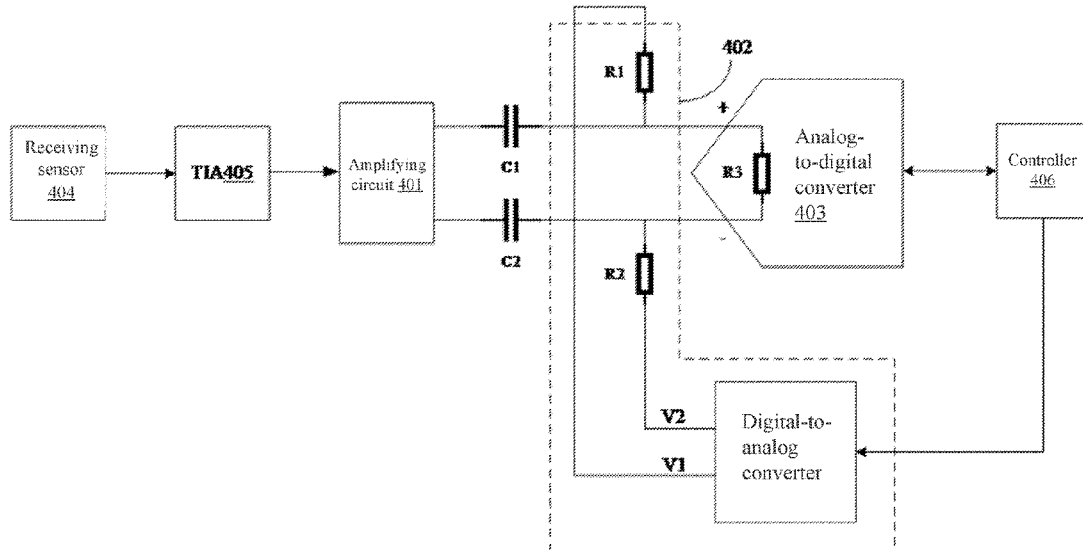 402
R1
+
Receiving
sensor
404
TIA405
Amplifying
circuit 401
C1
R3
Analog-
to-digital
converter
403
Controller
406
C2
-
R2
V2
V1
Digital-to-
analog
converter